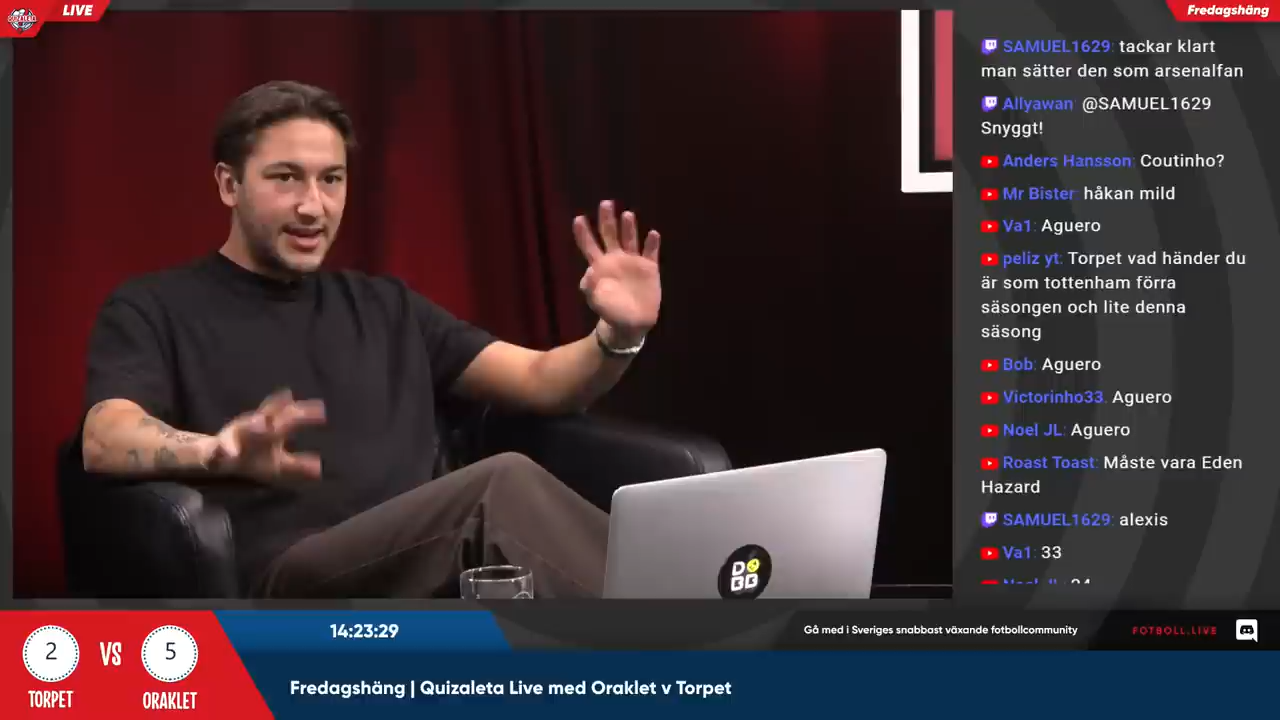 QUIZALETA
LIVE
Fredagshäng
SAMUEL1629: tackar klart
man sätter den som arsenalfan
Allyawan: @SAMUEL1629
Snyggt!
Anders Hansson: Coutinho?
Mr Bister: håkan mild
Va1: Aguero
peliz yt: Torpet vad händer du
är som tottenham förra
säsongen och lite denna
säsong
Bob: Aguero
Victorinho33: Aguero
Noel JL: Aguero
Roast Toast: Måste vara Eden
Hazard
SAMUEL1629: alexis
Va1: 33
D BB
14:23:29
Gå med i Sveriges snabbast växande fotbollcommunity
FOTBOLL.LIVE
2 VS 5
TORPET ORAKLET
Fredagshäng | Quizaleta Live med Oraklet v Torpet